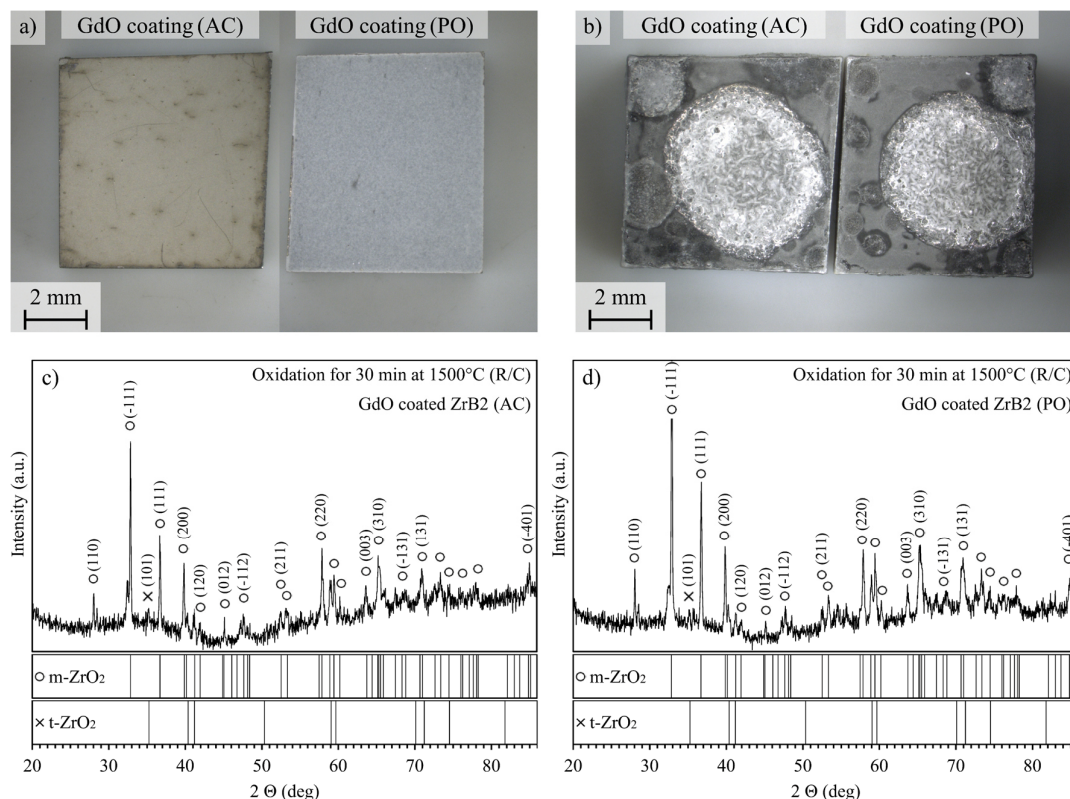 a) GdO coating (AC) GdO coating (PO)
2 mm
b) GdO coating (AC) GdO coating (PO)
2 mm
c) Oxidation for 30 min at 1500°C (R/C)
GdO coated ZrB2 (AC)
Intensity (a.u.)
(110)
(-111)
(101)
(111)
(200)
(120)
(012)
(-112)
(211)
(220)
(003)
(310)
(-131)
(131)
(-401)
m-ZrO2
t-ZrO2
20 30 40 50 60 70 80
2 Θ (deg)
d) Oxidation for 30 min at 1500°C (R/C)
GdO coated ZrB2 (PO)
Intensity (a.u.)
(110)
(-111)
(101)
(111)
(200)
(120)
(012)
(-112)
(211)
(220)
(003)
(310)
(-131)
(131)
(-401)
m-ZrO2
t-ZrO2
20 30 40 50 60 70 80
2 Θ (deg)